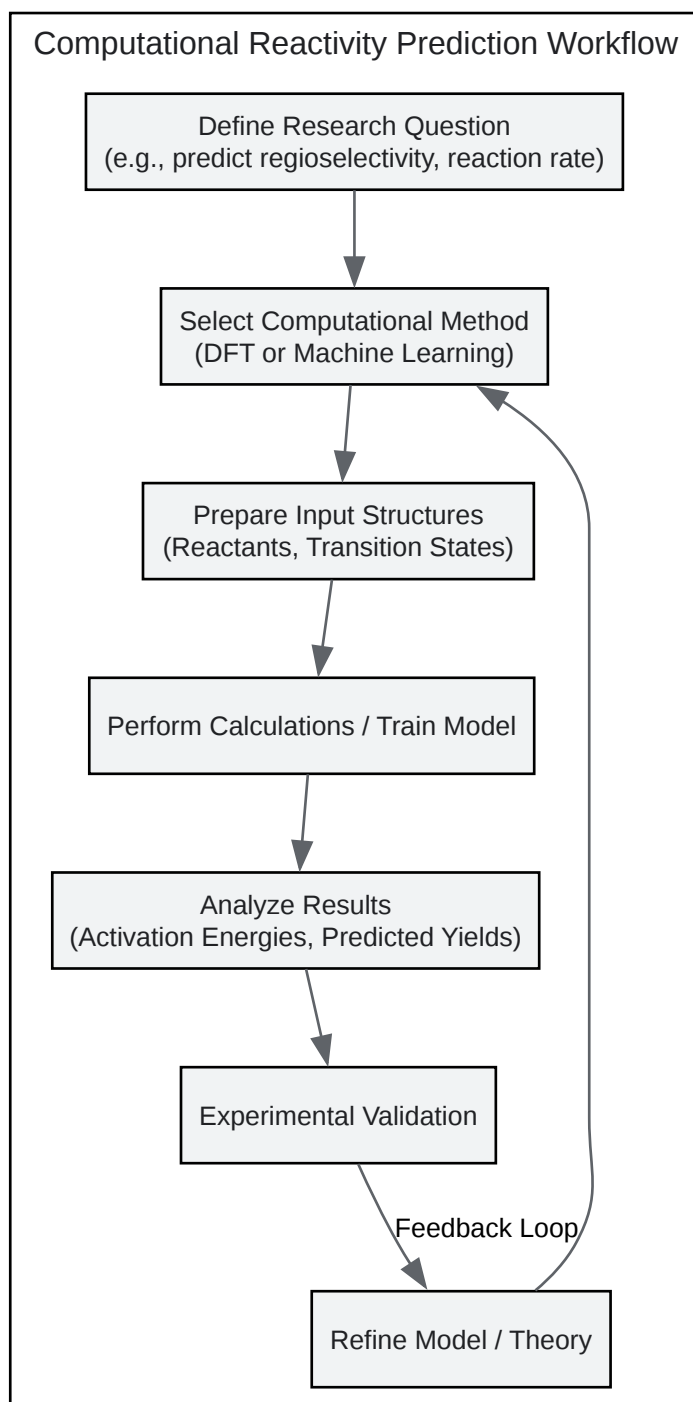 Computational Reactivity Prediction Workflow
Define Research Question
(e.g., predict regioselectivity, reaction rate)
Select Computational Method
(DFT or Machine Learning)
Prepare Input Structures
(Reactants, Transition States)
Perform Calculations / Train Model
Analyze Results
(Activation Energies, Predicted Yields)
Experimental Validation
Feedback Loop
Refine Model / Theory